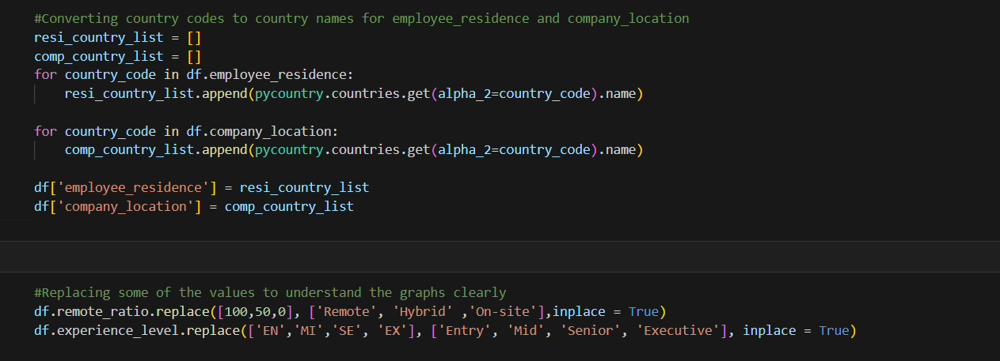 #Converting country codes to country names for employee_residence and company_location
resi_country_list = []
comp_country_list = []
for country_code in df.employee_residence:
    resi_country_list.append(pycountry.countries.get(alpha_2=country_code).name)
for country_code in df.company_location:
    comp_country_list.append(pycountry.countries.get(alpha_2=country_code).name)
df['employee_residence'] = resi_country_list
df['company_location'] = comp_country_list
#Replacing some of the values to understand the graphs clearly
df.remote_ratio.replace([100,50,0], ['Remote', 'Hybrid' ,'On-site'],inplace = True)
df.experience_level.replace(['EN','MI','SE', 'EX'], ['Entry', 'Mid', 'Senior', 'Executive'], inplace = True)